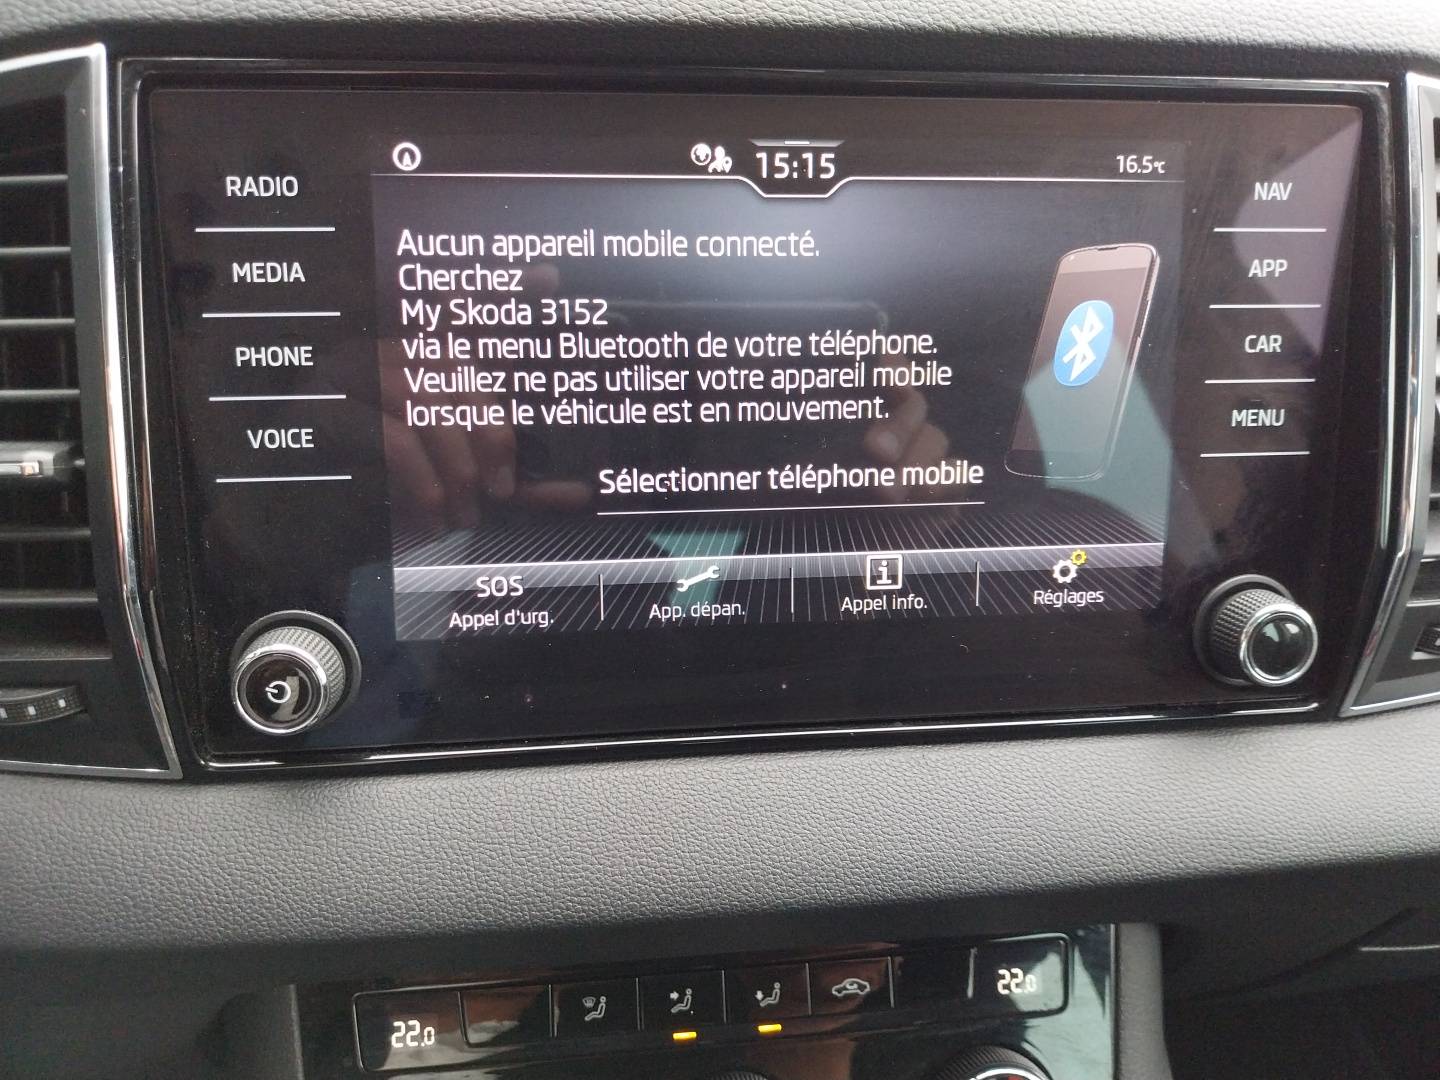 RADIO
MEDIA
PHONE
VOICE
15:15
16.5°C
Aucun appareil mobile connecté.
Cherchez
My Skoda 3152
via le menu Bluetooth de votre téléphone.
Veuillez ne pas utiliser votre appareil mobile
lorsque le véhicule est en mouvement.
Sélectionner téléphone mobile
SOS
Appel d'urg.
App. dépan.
i
Appel info.
Réglages
NAV
APP
CAR
MENU
22.0
22.0